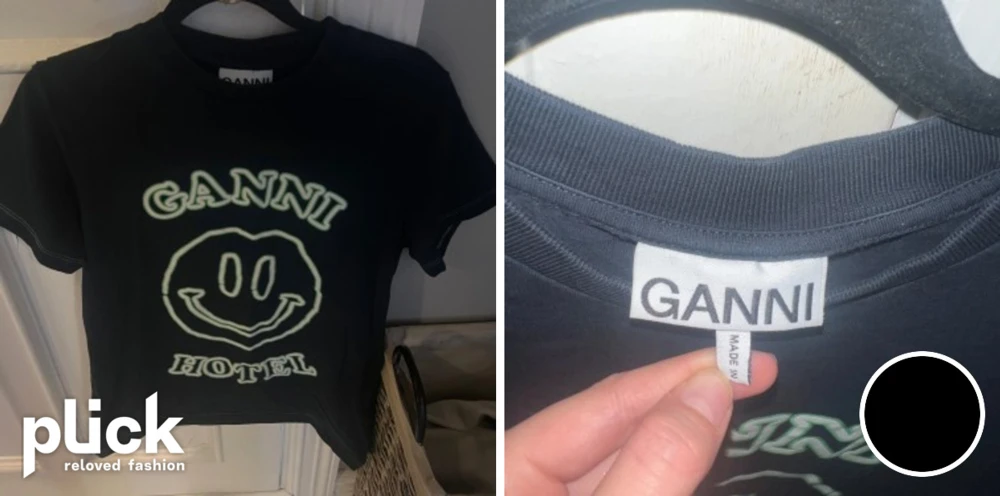 GANNI
GANNI
HOTEL
plick
reloved fashion
GANNI
MADE IN